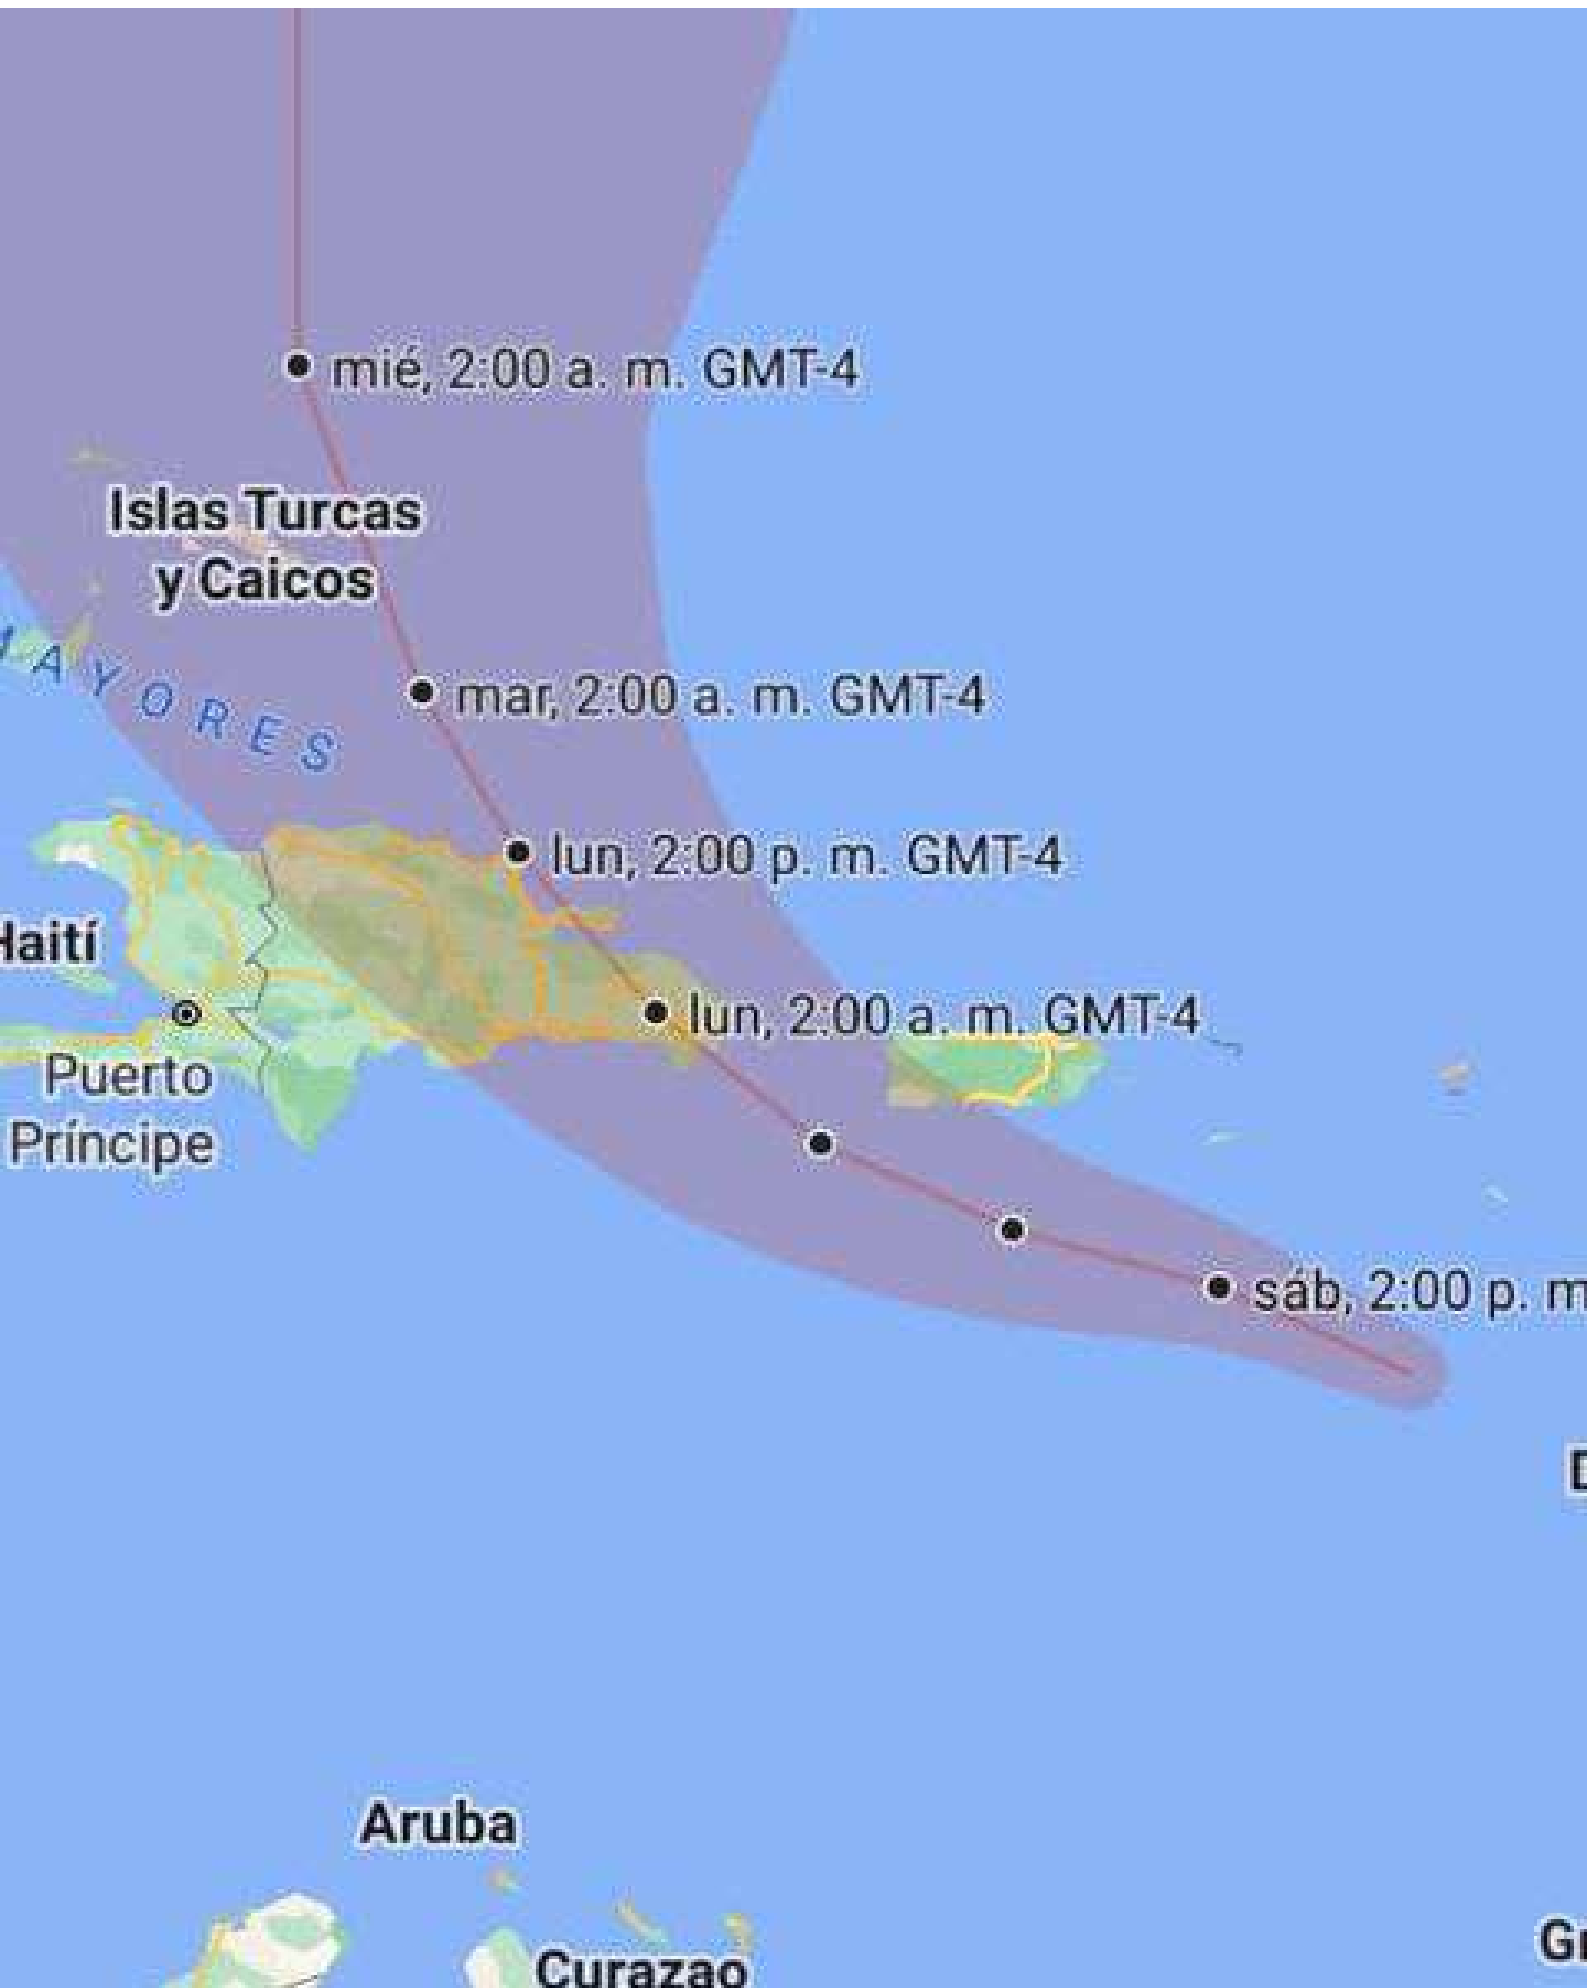 mié, 2:00 a. m. GMT-4
Islas Turcas
y Caicos
AYORES
mar, 2:00 a. m. GMT-4
lun, 2:00 p. m. GMT-4
Haití
lun, 2:00 a. m. GMT-4
Puerto
Príncipe
sáb, 2:00 p. m
D
Aruba
Gr
Curazao